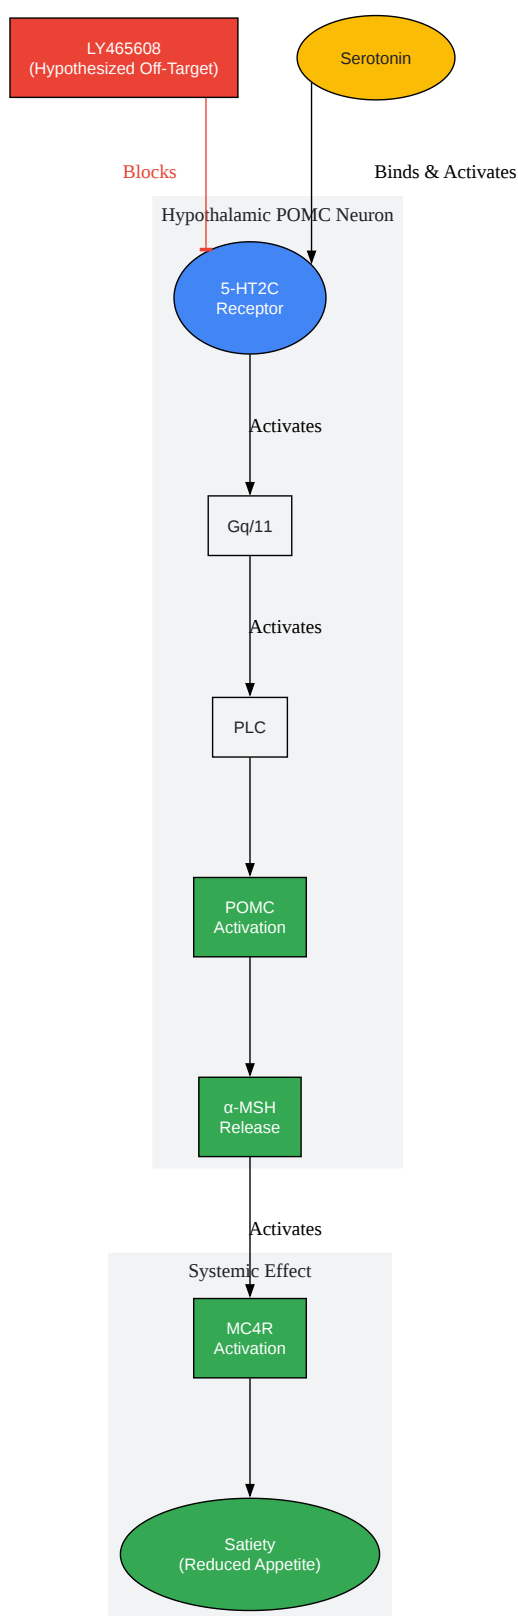 LY465608
(Hypothesized Off-Target)
Serotonin
Blocks
Binds & Activates
Hypothalamic POMC Neuron
5-HT2C
Receptor
Activates
Gq/11
Activates
PLC
POMC
Activation
α-MSH
Release
Activates
Systemic Effect
MC4R
Activation
Satiety
(Reduced Appetite)